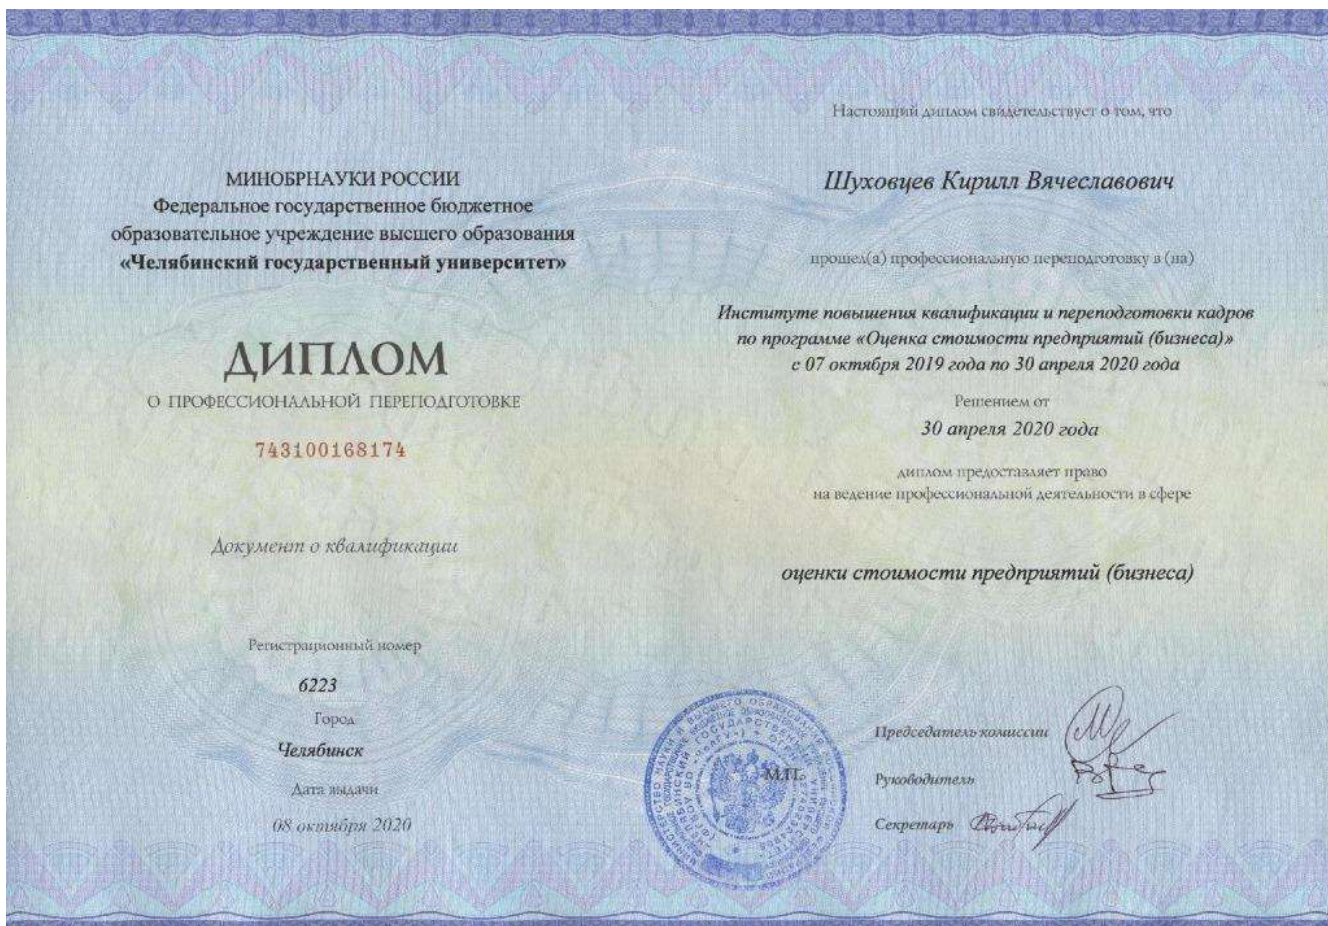 МИНОБРНАУКИ РОССИИ
Федеральное государственное бюджетное
образовательное учреждение высшего образования
«Челябинский государственный университет»
ДИПЛОМ
О ПРОФЕССИОНАЛЬНОЙ ПЕРЕПОДГОТОВКЕ
743100168174
Документ о квалификации
Регистрационный номер
6223
Город
Челябинск
Дата выдачи
08 октября 2020
Настоящий диплом свидетельствует о том, что
Шуховцев Кирилл Вячеславович
прошел(а) профессиональную переподготовку в (на)
Институте повышения квалификации и переподготовки кадров
по программе «Оценка стоимости предприятий (бизнеса)»
с 07 октября 2019 года по 30 апреля 2020 года
Решением от
30 апреля 2020 года
диплом предоставляет право
на ведение профессиональной деятельности в сфере
оценки стоимости предприятий (бизнеса)
Председатель комиссии
М.П.
Руководитель
Секретарь